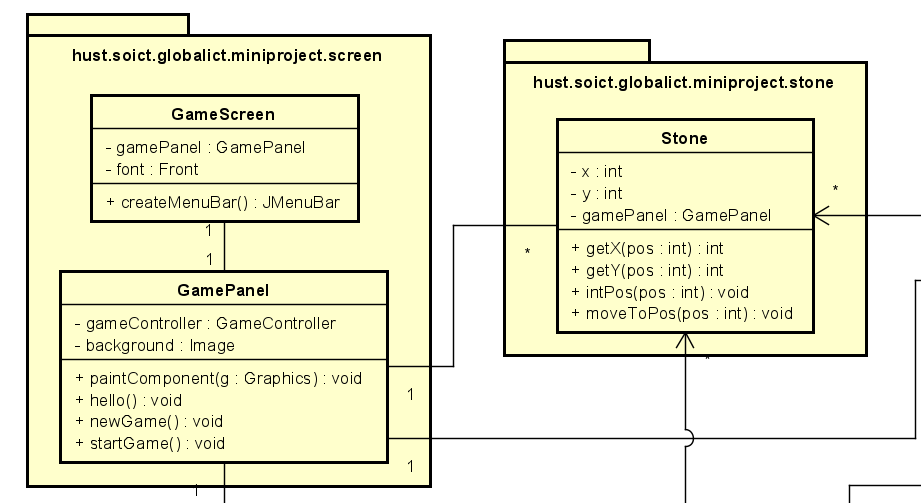 hust.soict.globalict.miniproject.screen
GameScreen
- gamePanel : GamePanel
- font : Front
+ createMenuBar() : JMenuBar
1
1
GamePanel
- gameController : GameController
- background : Image
+ paintComponent(g : Graphics) : void
+ hello() : void
+ newGame() : void
+ startGame() : void
1
1
1
hust.soict.globalict.miniproject.stone
Stone
- x : int
- y : int
- gamePanel : GamePanel
+ getX(pos : int) : int
+ getY(pos : int) : int
+ intPos(pos : int) : void
+ moveToPos(pos : int) : void
*
*
*